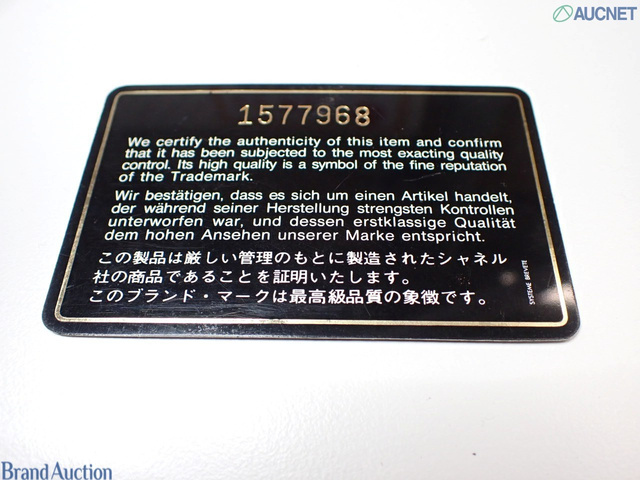 AUCNET
1577968
We certify the authenticity of this item and confirm
that it has been subjected to the most exacting quality
control. Its high quality is a symbol of the fine reputation
of the Trademark.
Wir bestätigen, dass es sich um einen Artikel handelt,
der während seiner Herstellung strengsten Kontrollen
unterworfen war, und dessen erstklassige Qualität
dem hohen Ansehen unserer Marke entspricht.
この製品は厳しい管理のもとに製造されたシャネル
社の商品であることを証明いたします。
このブランド・マークは最高級品質の象徴です。
SYSTEME BREVETE
Brand Auction